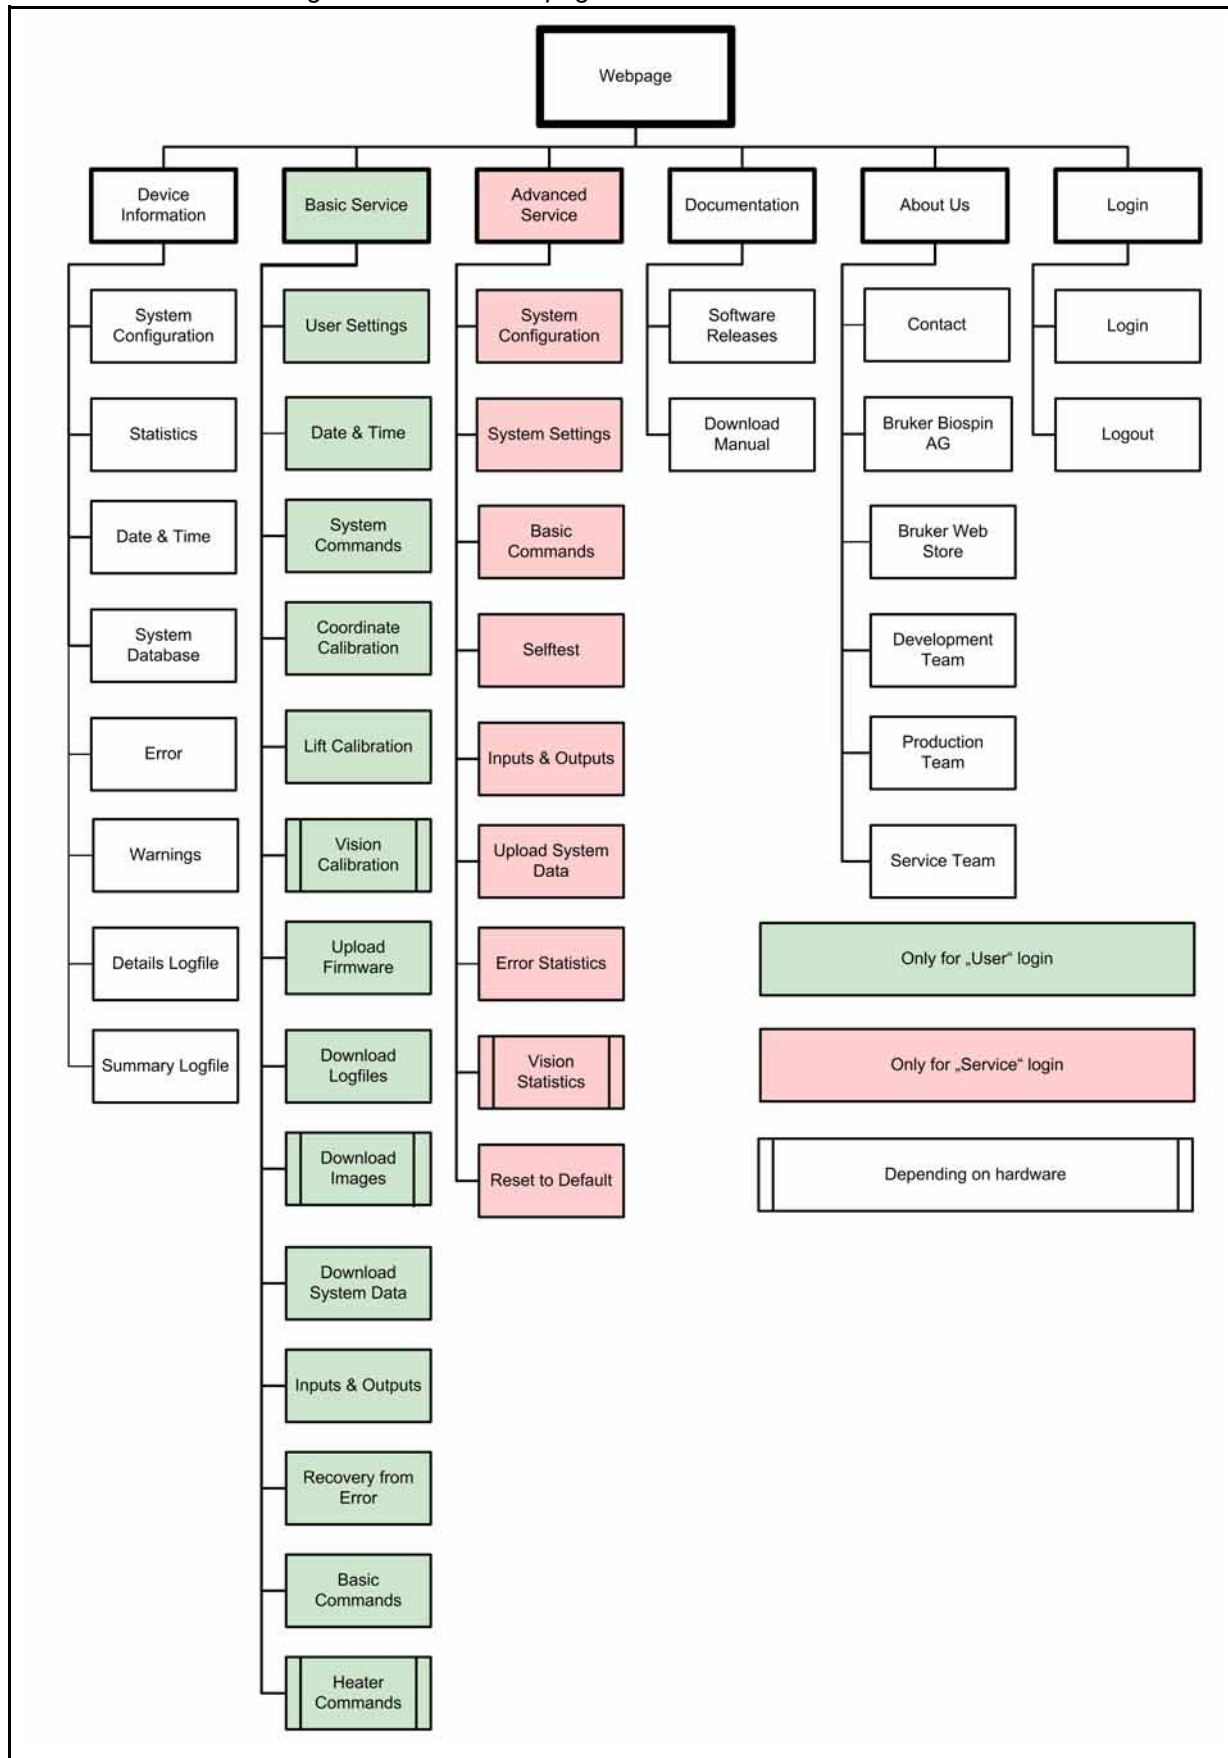 Webpage
Device
Information
Basic Service
Advanced
Service
Documentation
About Us
Login
System
Configuration
Statistics
Date & Time
System
Database
Error
Warnings
Details Logfile
Summary Logfile
User Settings
Date & Time
System
Commands
Coordinate
Calibration
Lift Calibration
Vision
Calibration
Upload
Firmware
Download
Logfiles
Download
Images
Download
System Data
Inputs & Outputs
Recovery from
Error
Basic
Commands
Heater
Commands
System
Configuration
System Settings
Basic
Commands
Selftest
Inputs & Outputs
Upload System
Data
Error Statistics
Vision
Statistics
Reset to Default
Software
Releases
Download
Manual
Contact
Bruker Biospin
AG
Bruker Web
Store
Development
Team
Production
Team
Service Team
Login
Logout
Only for „User“ login
Only for „Service“ login
Depending on hardware